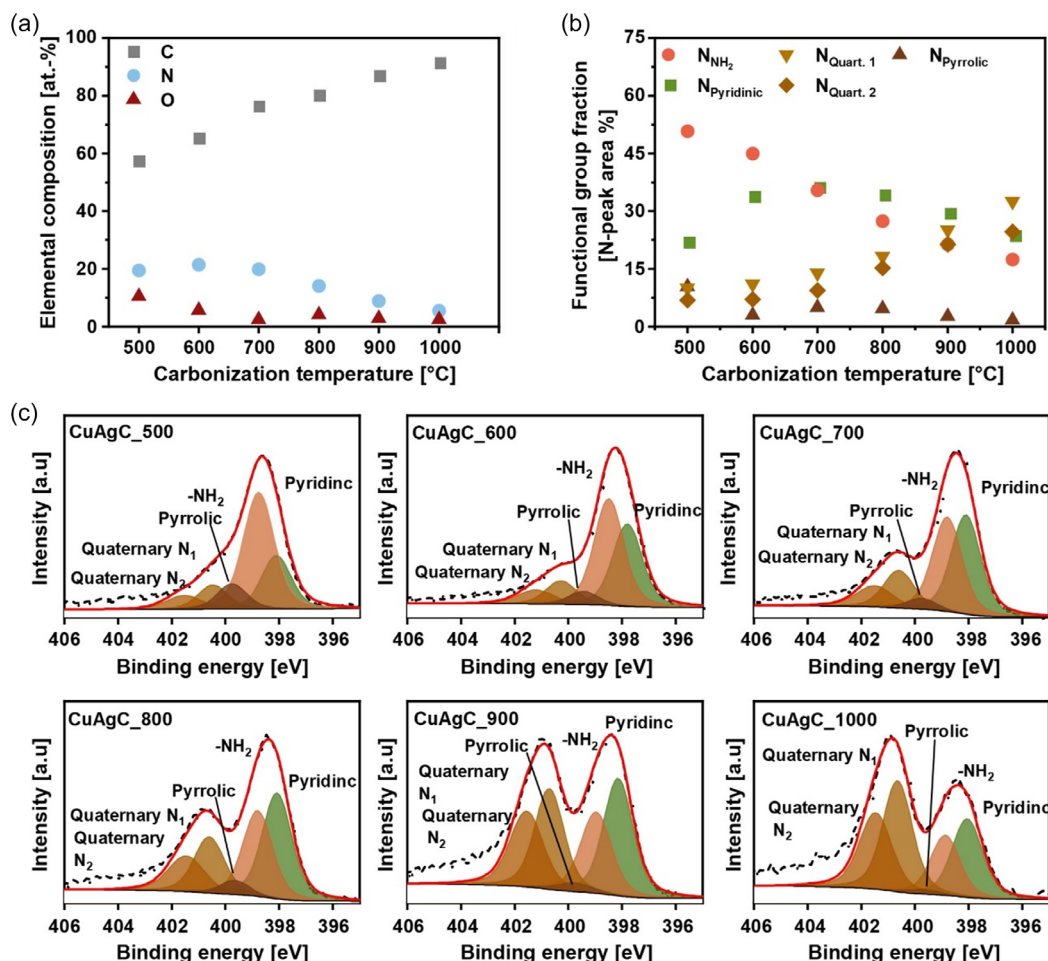 (a)
Elemental composition [at.-%]
100
80
60
40
20
0
C
N
O
500 600 700 800 900 1000
Carbonization temperature [°C]
(b)
Functional group fraction
[N-peak area %]
75
60
45
30
15
0
N_NH₂ N_Quart. 1 N_Pyrrolic
N_Pyridinic N_Quart. 2
500 600 700 800 900 1000
Carbonization temperature [°C]
(c)
CuAgC_500
Intensity [a.u]
Pyridinc
-NH₂
Pyrrolic
Quaternary N₁
Quaternary N₂
406 404 402 400 398 396
Binding energy [eV]
CuAgC_600
Intensity [a.u]
-NH₂
Pyrrolic
Pyridinc
Quaternary N₁
Quaternary N₂
406 404 402 400 398 396
Binding energy [eV]
CuAgC_700
Intensity [a.u]
-NH₂
Pyridinc
Pyrrolic
Quaternary N₁
Quaternary N₂
406 404 402 400 398 396
Binding energy [eV]
CuAgC_800
Intensity [a.u]
-NH₂
Pyrrolic
Pyridinc
Quaternary N₁
Quaternary
N₂
406 404 402 400 398 396
Binding energy [eV]
CuAgC_900
Intensity [a.u]
Pyridinc
-NH₂
Pyrrolic
Quaternary
N₁
Quaternary
N₂
406 404 402 400 398 396
Binding energy [eV]
CuAgC_1000
Intensity [a.u]
Pyrrolic
Quaternary N₁
-NH₂
Quaternary
N₂
Pyridinc
406 404 402 400 398 396
Binding energy [eV]